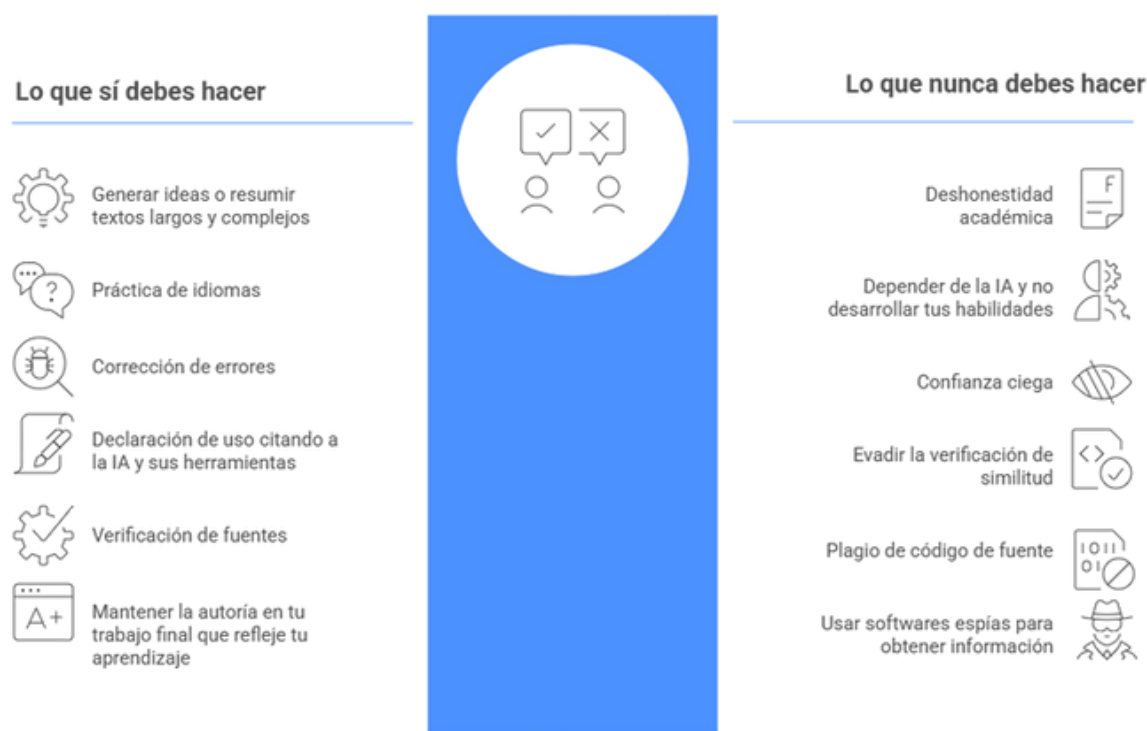 Lo que sí debes hacer
Generar ideas o resumir
textos largos y complejos
Práctica de idiomas
?
Corrección de errores
Declaración de uso citando a
la IA y sus herramientas
Verificación de fuentes
A+
Mantener la autoría en tu
trabajo final que refleje tu
aprendizaje
Lo que nunca debes hacer
Deshonestidad
académica
F
Depender de la IA y no
desarrollar tus habilidades
Confianza ciega
Evadir la verificación de
similitud
<>
Plagio de código de fuente
1011
01
Usar softwares espías para
obtener información